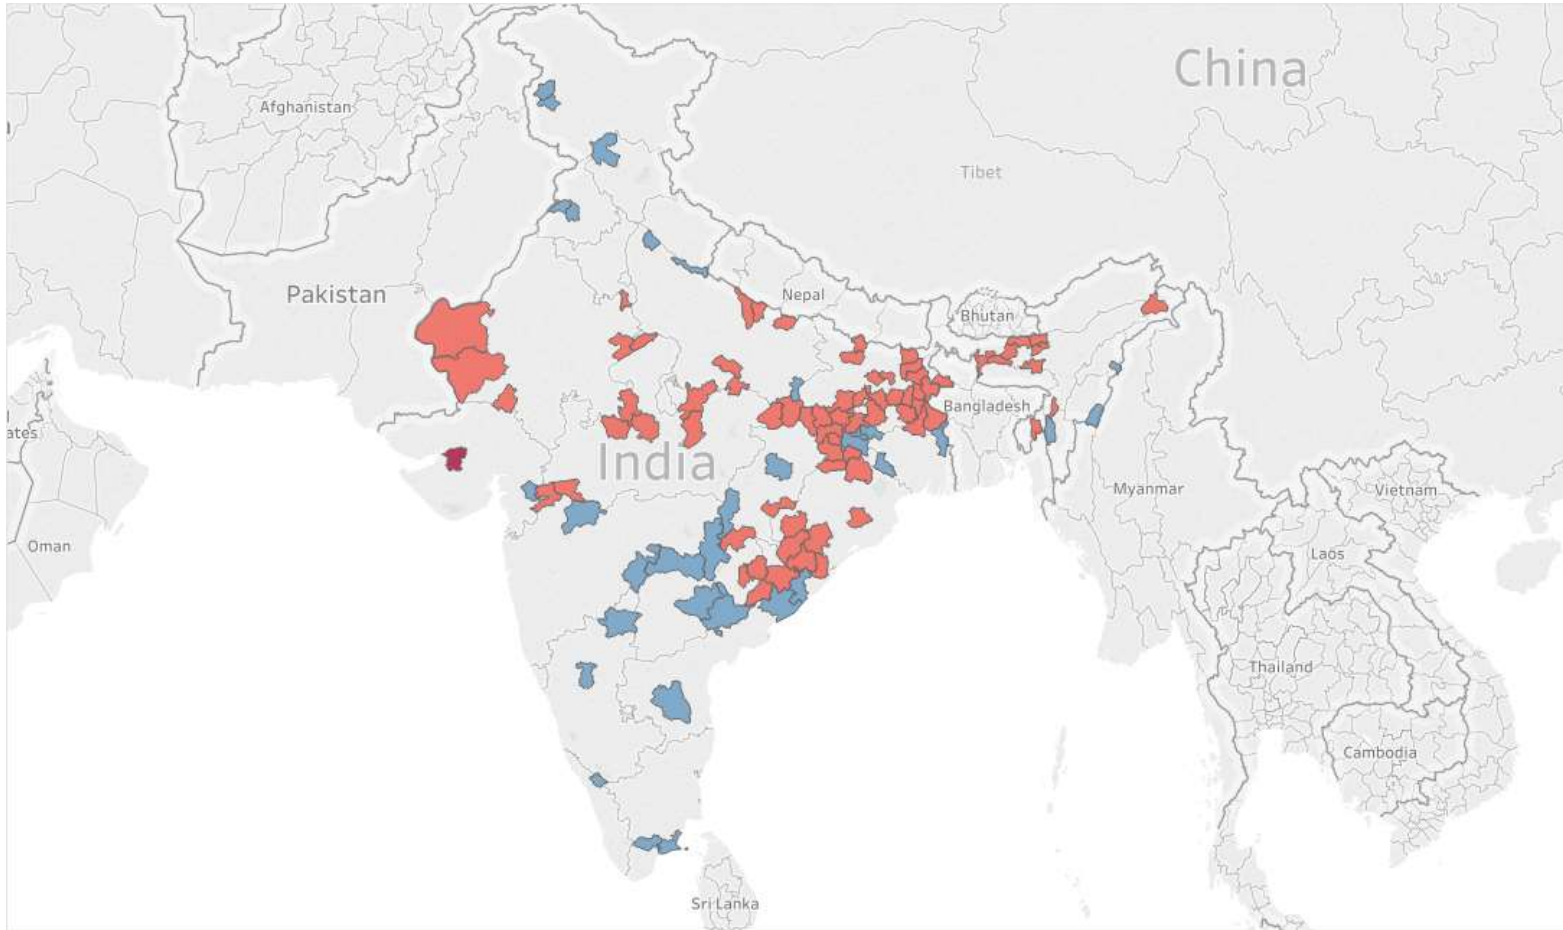 China
Afghanistan
Tibet
Pakistan
Nepal
Bhutan
Bangladesh
ates
India
Myanmar
Vietnam
Oman
Laos
Thailand
Cambodia
Sri Lanka